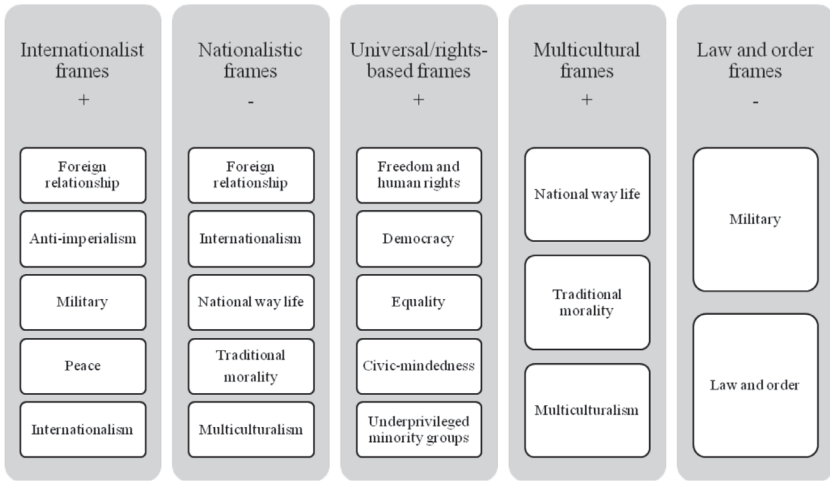 Internationalist
frames
+
Foreign
relationship
Anti-imperialism
Military
Peace
Internationalism
Nationalistic
frames
-
Foreign
relationship
Internationalism
National way life
Traditional
morality
Multiculturalism
Universal/rights-
based frames
+
Freedom and
human rights
Democracy
Equality
Civic-mindedness
Underprivileged
minority groups
Multicultural
frames
+
National way life
Traditional
morality
Multiculturalism
Law and order
frames
-
Military
Law and order